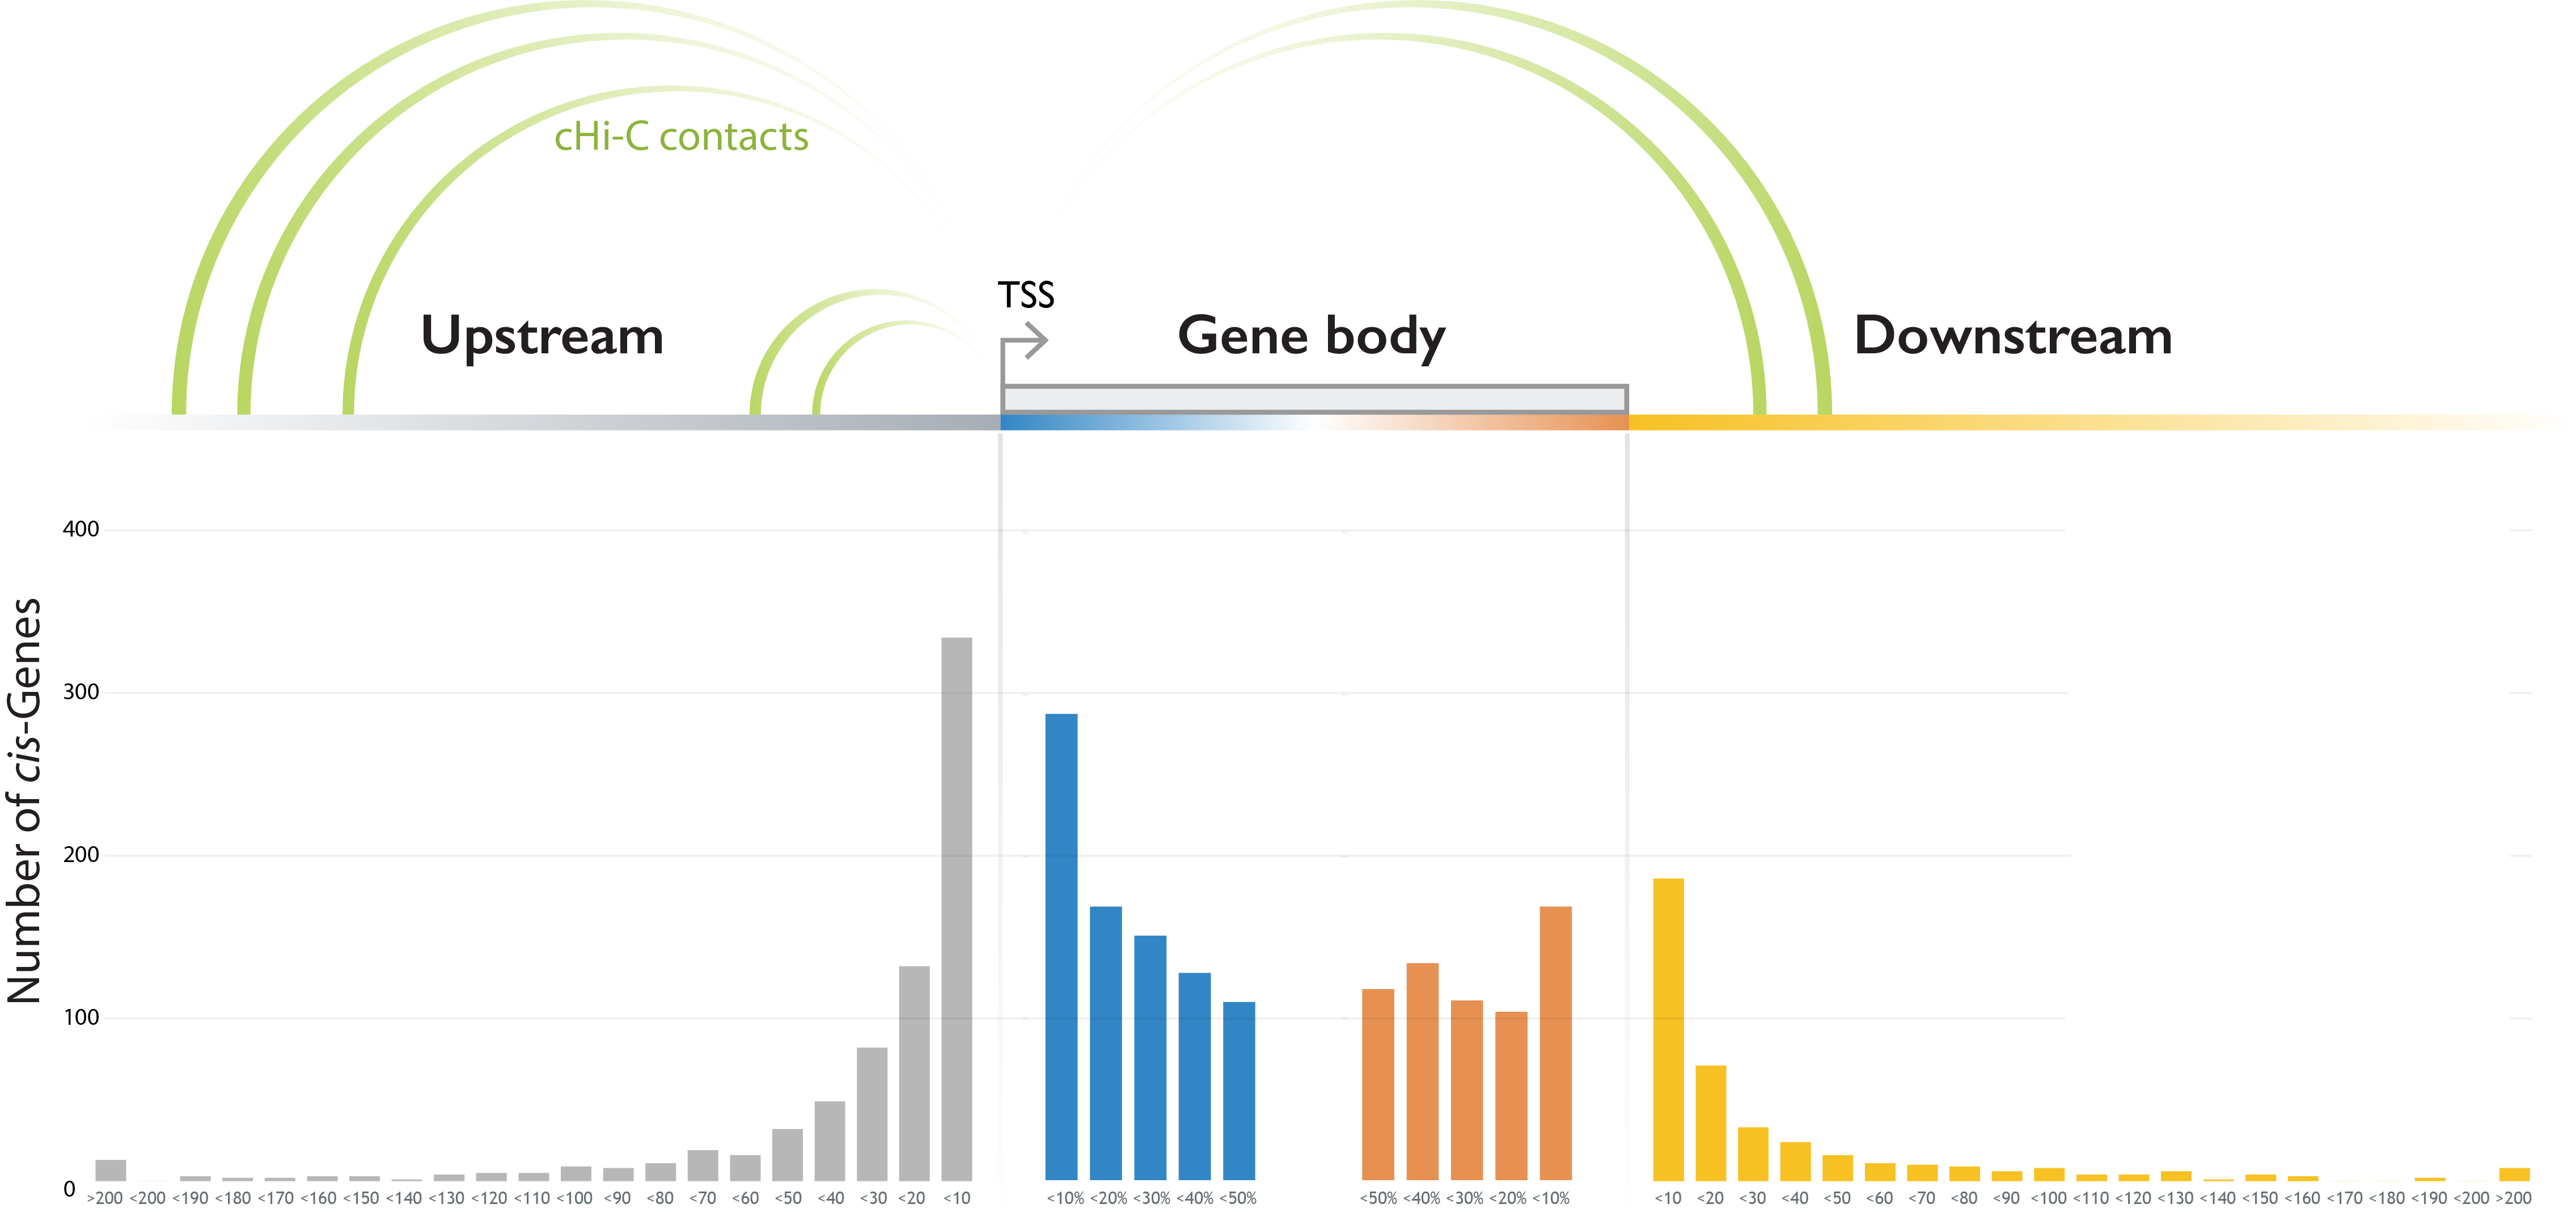 cHi-C contacts
TSS
Upstream
Gene body
Downstream
Number of cis-Genes
400
300
200
100
0
>200 <200 <190 <180 <170 <160 <150 <140 <130 <120 <110 <100 <90 <80 <70 <60 <50 <40 <30 <20 <10
<10% <20% <30% <40% <50%
<50% <40% <30% <20% <10%
<10 <20 <30 <40 <50 <60 <70 <80 <90 <100 <110 <120 <130 <140 <150 <160 <170 <180 <190 <200 >200